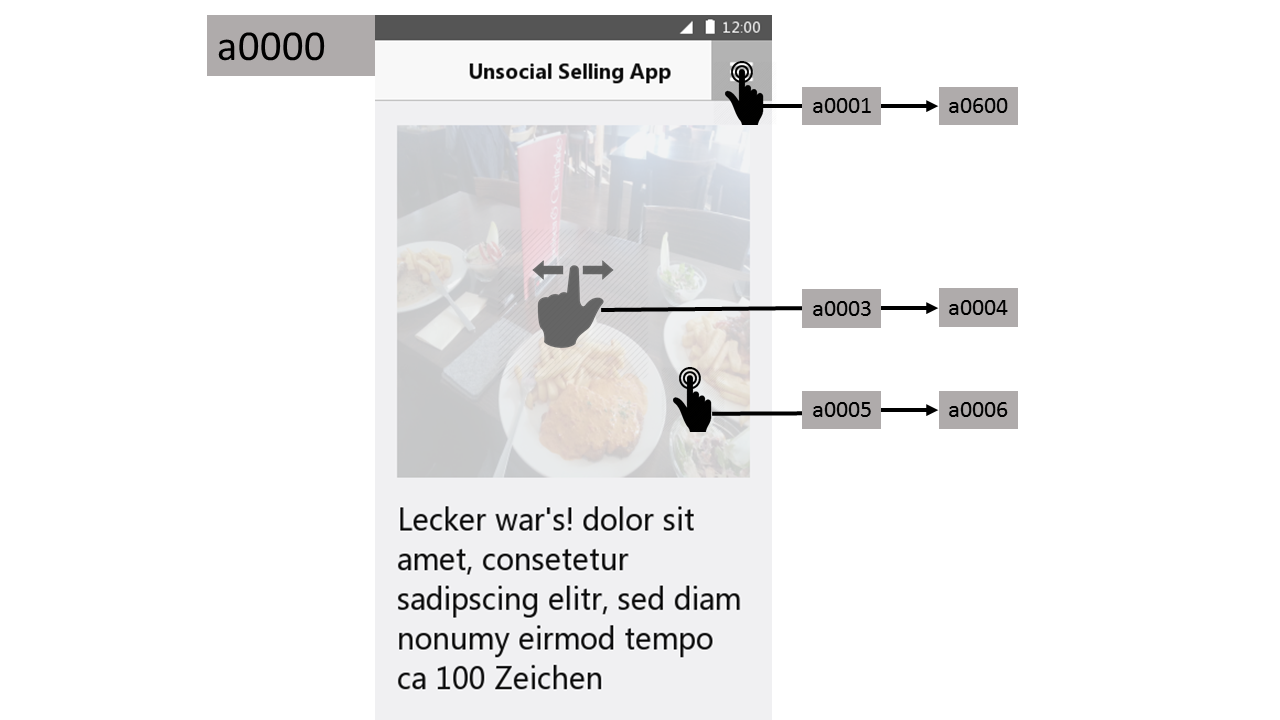 a0000
12:00
Unsocial Selling App
a0001
a0600
a0003
a0004
a0005
a0006
Lecker war's! dolor sit
amet, consetetur
sadipscing elitr, sed diam
nonumy eirmod tempo
ca 100 Zeichen